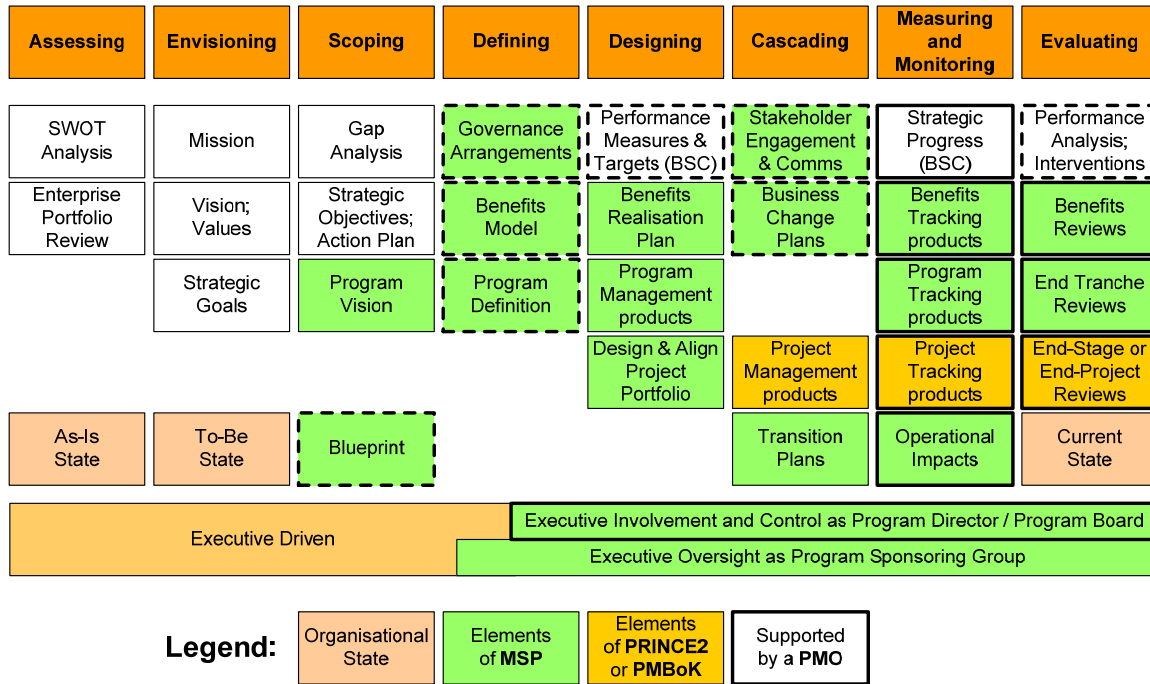 Assessing
Envisioning
Scoping
Defining
Designing
Cascading
Measuring
and
Monitoring
Evaluating
SWOT
Analysis
Mission
Gap
Analysis
Governance
Arrangements
Performance
Measures &
Targets (BSC)
Stakeholder
Engagement
& Comms
Strategic
Progress
(BSC)
Performance
Analysis;
Interventions
Enterprise
Portfolio
Review
Vision;
Values
Strategic
Objectives;
Action Plan
Benefits
Model
Benefits
Realisation
Plan
Business
Change
Plans
Benefits
Tracking
products
Benefits
Reviews
Strategic
Goals
Program
Vision
Program
Definition
Program
Management
products
Program
Tracking
products
End Tranche
Reviews
Design & Align
Project
Portfolio
Project
Management
products
Project
Tracking
products
End-Stage or
End-Project
Reviews
As-Is
State
To-Be
State
Blueprint
Transition
Plans
Operational
Impacts
Current
State
Executive Driven
Executive Involvement and Control as Program Director / Program Board
Executive Oversight as Program Sponsoring Group
Legend:
Organisational
State
Elements
of MSP
Elements
of PRINCE2
or PMBoK
Supported
by a PMO